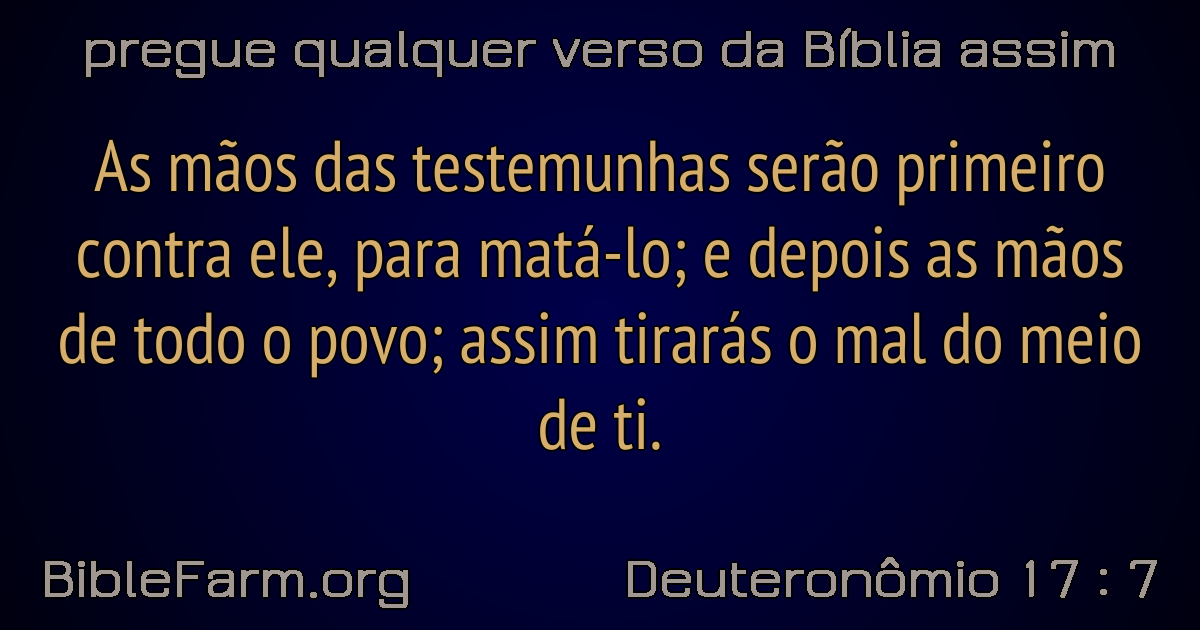 pregue qualquer verso da Bíblia assim
As mãos das testemunhas serão primeiro
contra ele, para matá-lo; e depois as mãos
de todo o povo; assim tirarás o mal do meio
de ti.
BibleFarm.org
Deuteronômio 17 : 7